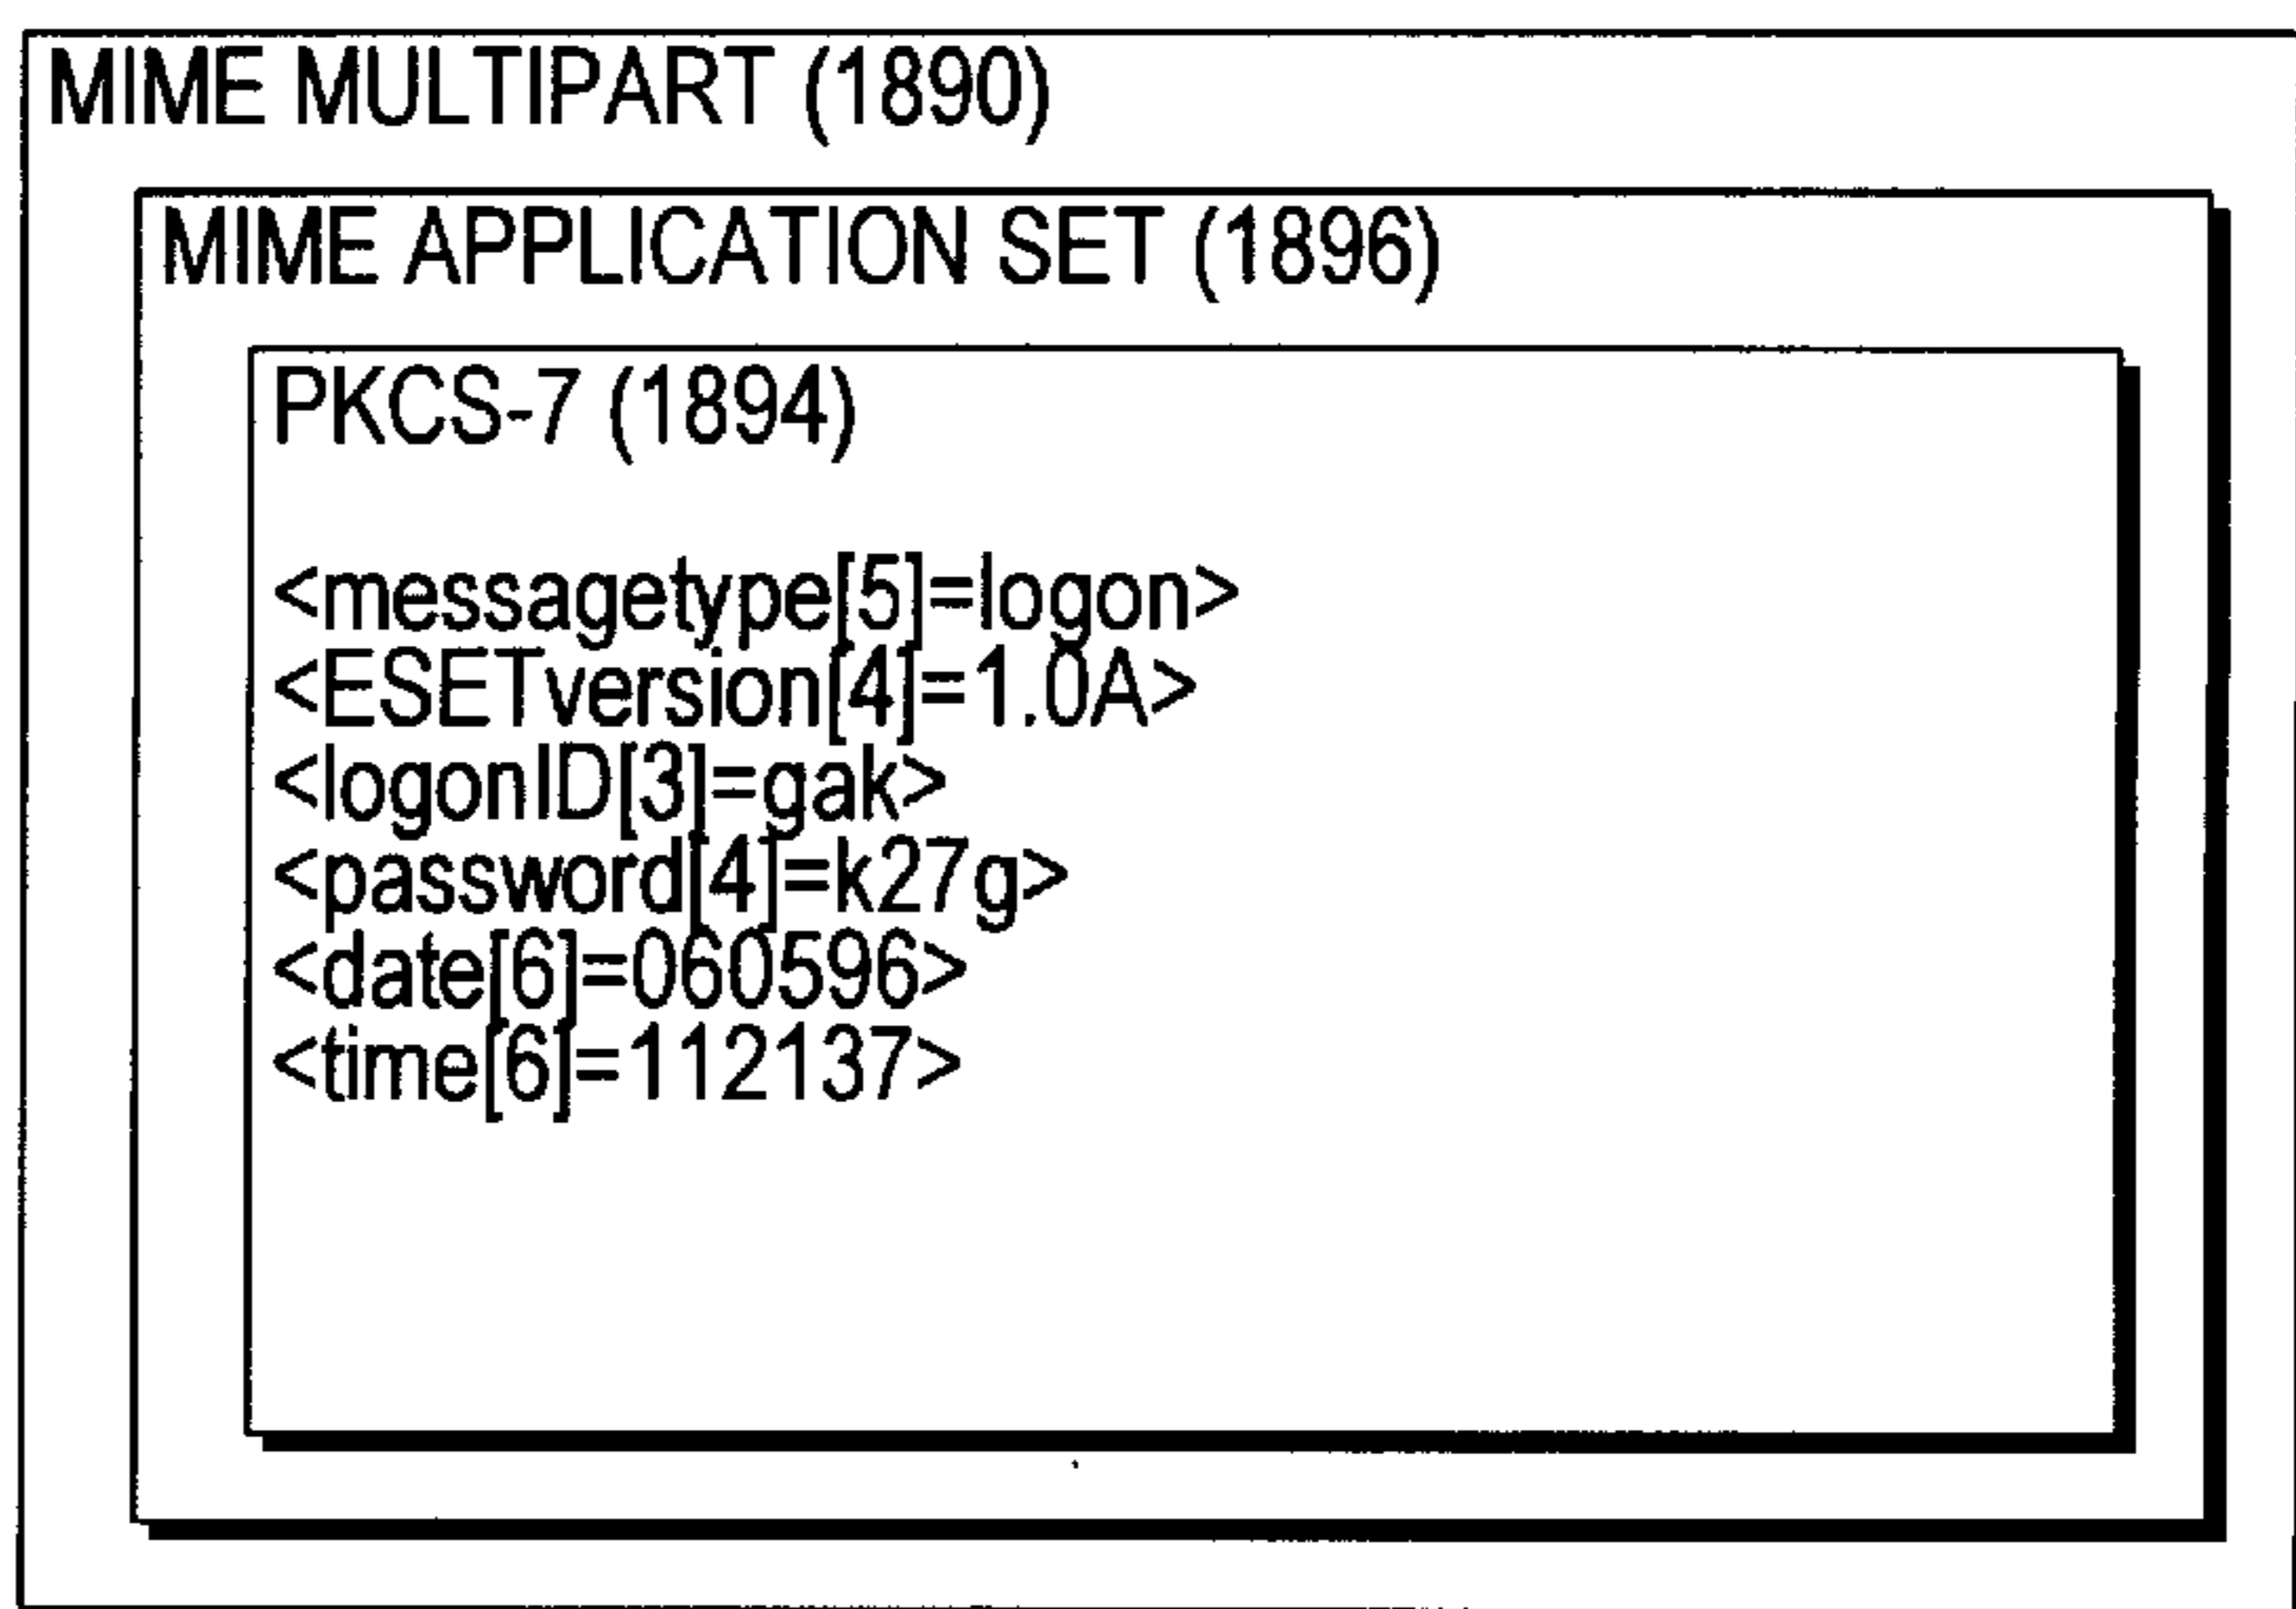 MIME MULTIPART (1890)
MIME APPLICATION SET (1896)
PKCS-7 (1894)
<messagetype[5]=logon>
<ESETversion[4]=1.0A>
<logonID[3]=gak>
<password[4]=k27g>
<date[6]=060596>
<time[6]=112137>